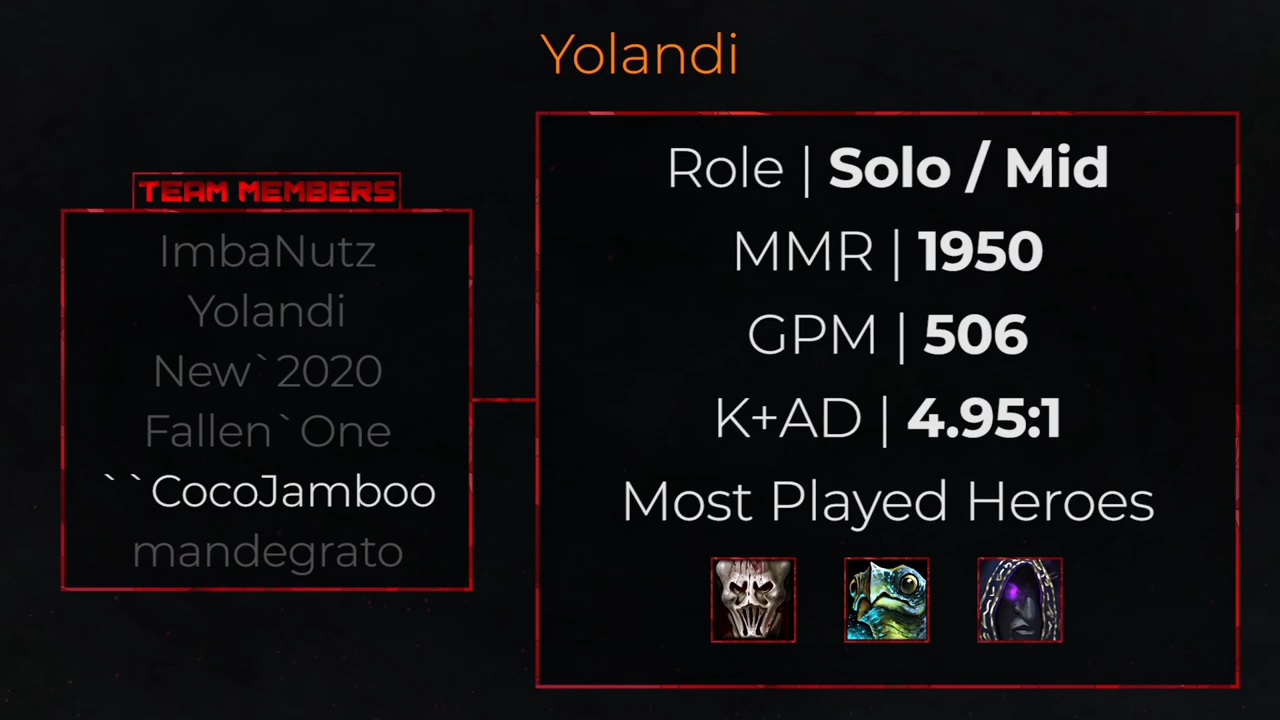 Yolandi
TEAM MEMBERS
ImbaNutz
Yolandi
New`2020
Fallen`One
``CocoJamboo
mandegrato
Role | Solo / Mid
MMR | 1950
GPM | 506
K+AD | 4.95:1
Most Played Heroes